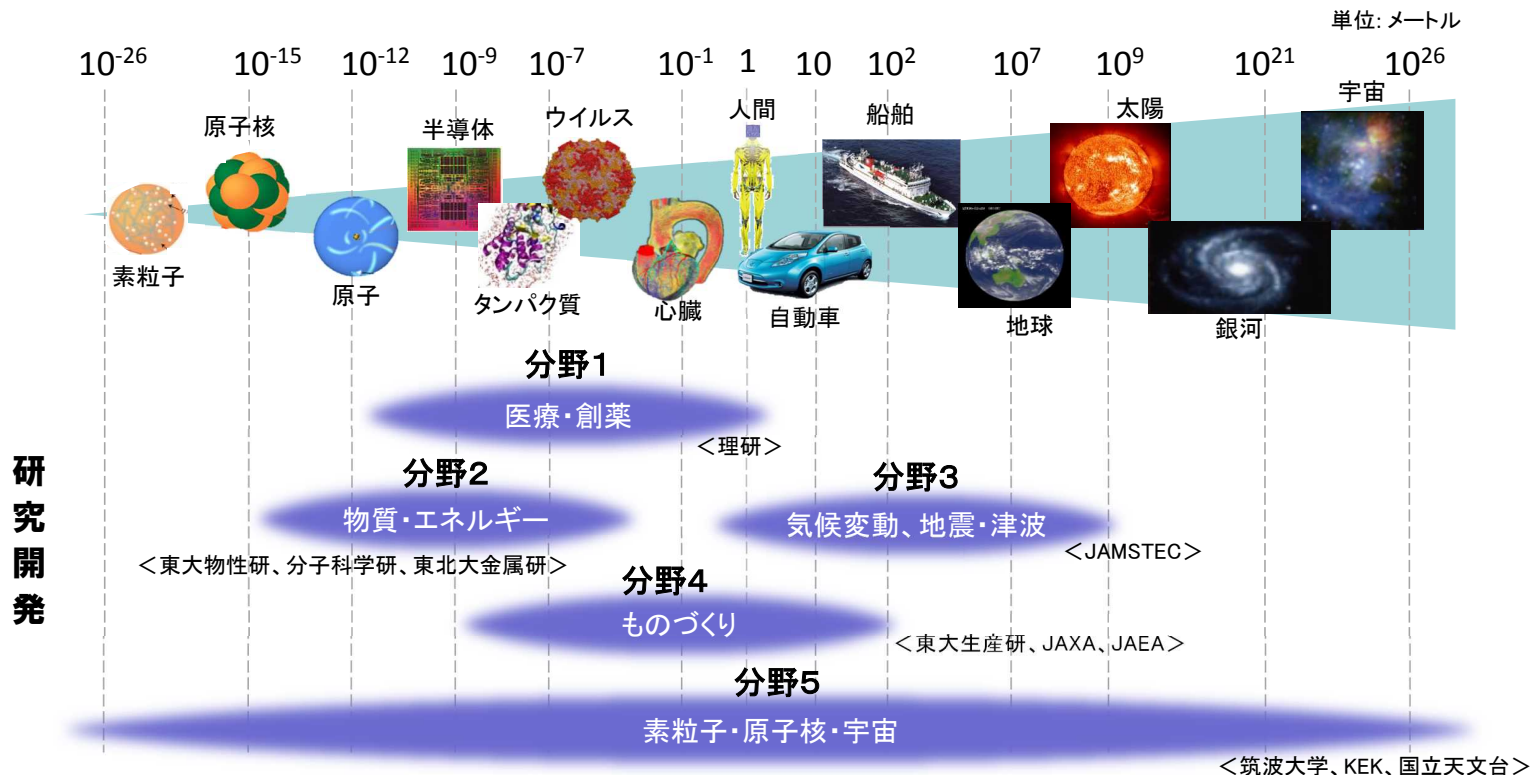 単位: メートル
10-26 10-15 10-12 10-9 10-7 10-1 1 10 102 107 109 1021 1026
原子核
半導体
ウイルス
人間
船舶
太陽
宇宙
素粒子
原子
タンパク質
心臓
自動車
地球
銀河
研究開発
分野1
医療・創薬
<理研>
分野2
物質・エネルギー
<東大物性研、分子科学研、東北大金属研>
分野3
気候変動、地震・津波
<JAMSTEC>
分野4
ものづくり
<東大生産研、JAXA、JAEA>
分野5
素粒子・原子核・宇宙
<筑波大学、KEK、国立天文台>